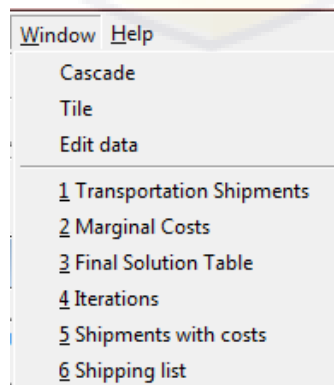 Window Help
Cascade
Tile
Edit data
1 Transportation Shipments
2 Marginal Costs
3 Final Solution Table
4 Iterations
5 Shipments with costs
6 Shipping list